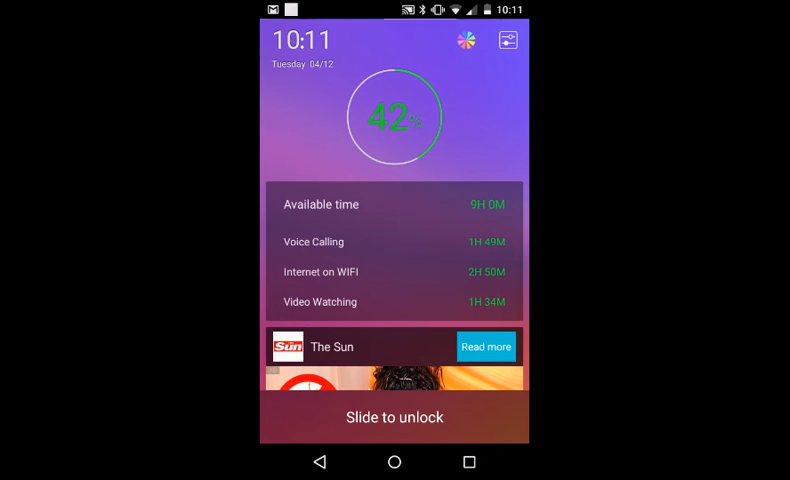 10:11
10:11
Tuesday 04/12
42%
Available time 9H 0M
Voice Calling 1H 49M
Internet on WIFI 2H 50M
Video Watching 1H 34M
Sun The Sun Read more
Slide to unlock